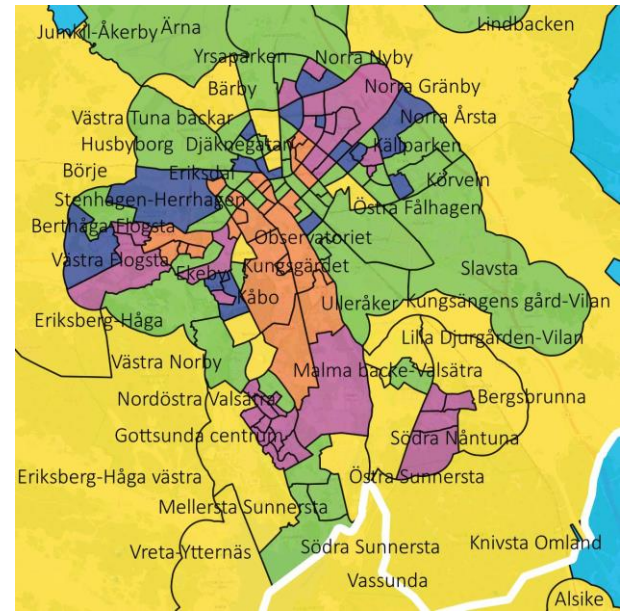 Lindbacken
Jumkil-Åkerby
Ärna
Yrsaparken
Norra Nyby
Bärby
Norra Gränby
Västra Tuna backar
Norra Årsta
Husbyborg
Djäknegatan
Källparken
Börje
Eriksdal
Körveln
Stenhagen-Herrhagen
Östra Fålhagen
Berthåga-Flogsta
Observatoriet
Västra Flogsta
Ekeby
Kungsgärdet
Slavsta
Kåbo
Ulleråker
Kungsängens gård-Vilan
Eriksberg-Håga
Lilla Djurgården-Vilan
Västra Norby
Malma backe-Valsätra
Nordöstra Valsätra
Bergsbrunna
Gottsunda centrum
Södra Nåntuna
Eriksberg-Håga västra
Östra Sunnersta
Mellersta Sunnersta
Vreta-Ytternäs
Södra Sunnersta
Knivsta Omland
Vassunda
Alsike